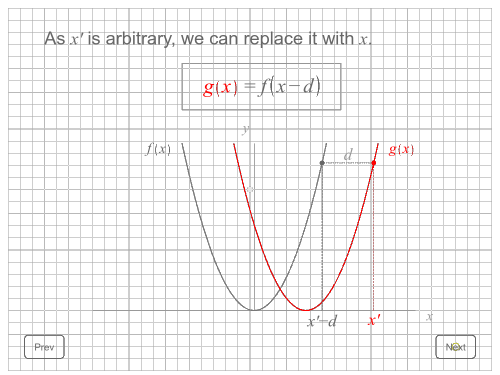 As x′ is arbitrary, we can replace it with x.
g(x) = f(x−d)
y
f(x)
d
g(x)
x′−d
x′
x
Prev
Next